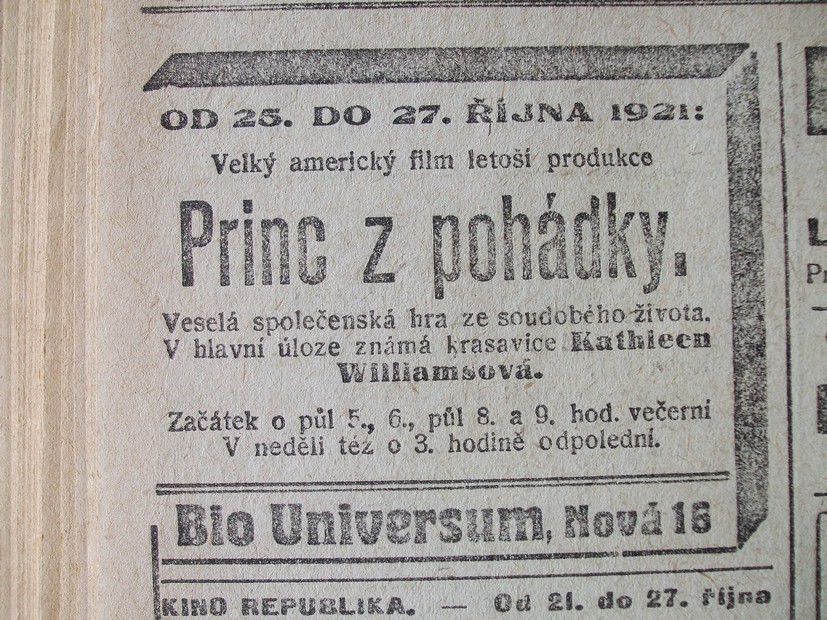 OD 25. DO 27. ŘÍJNA 1921:
Velký americký film letoší produkce
Princ z pohádky.
Veselá společenská hra ze soudobého života.
V hlavní úloze známá krasavice Kathleen
Williamsová.
Začátek o půl 5., 6., půl 8. a 9. hod. večerní
V neděli též o 3. hodině odpolední.
Bio Universum, Nová 16
KINO REPUBLIKA. — Od 21. do 27. října